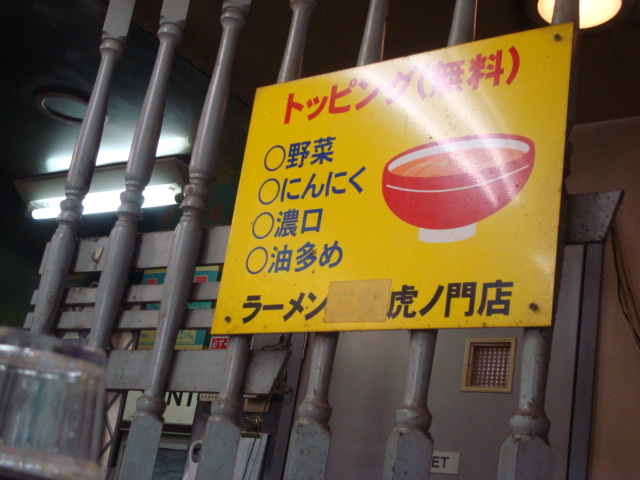 トッピング(無料)
○野菜
○にんにく
○濃口
○油多め
ラーメン 虎ノ門店